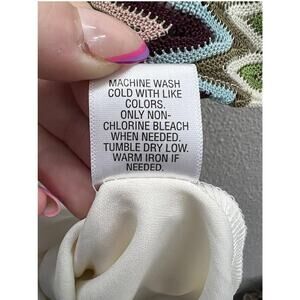 MACHINE WASH
COLD WITH LIKE
COLORS.
ONLY NON-
CHLORINE BLEACH
WHEN NEEDED.
TUMBLE DRY LOW.
WARM IRON IF
NEEDED.